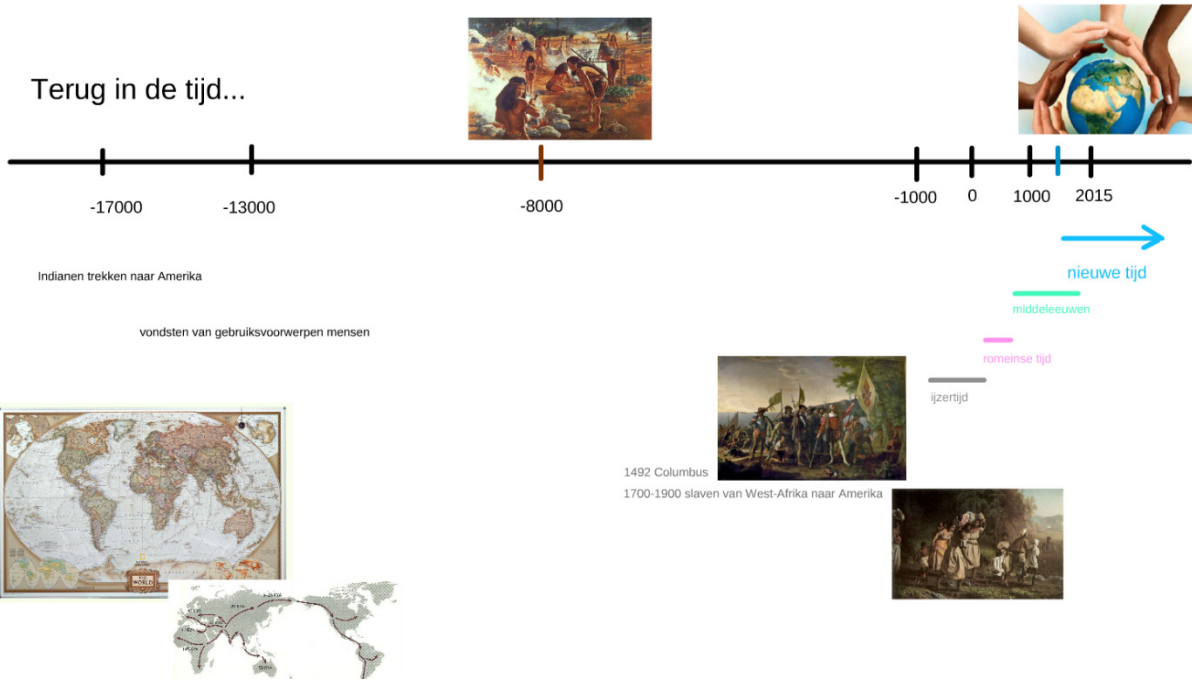 Terug in de tijd...
-17000
-13000
-8000
-1000
0
1000
2015
nieuwe tijd
middeleeuwen
romeinse tijd
ijzertijd
Indianen trekken naar Amerika
vondsten van gebruiksvoorwerpen mensen
1492 Columbus
1700-1900 slaven van West-Afrika naar Amerika
WORLD